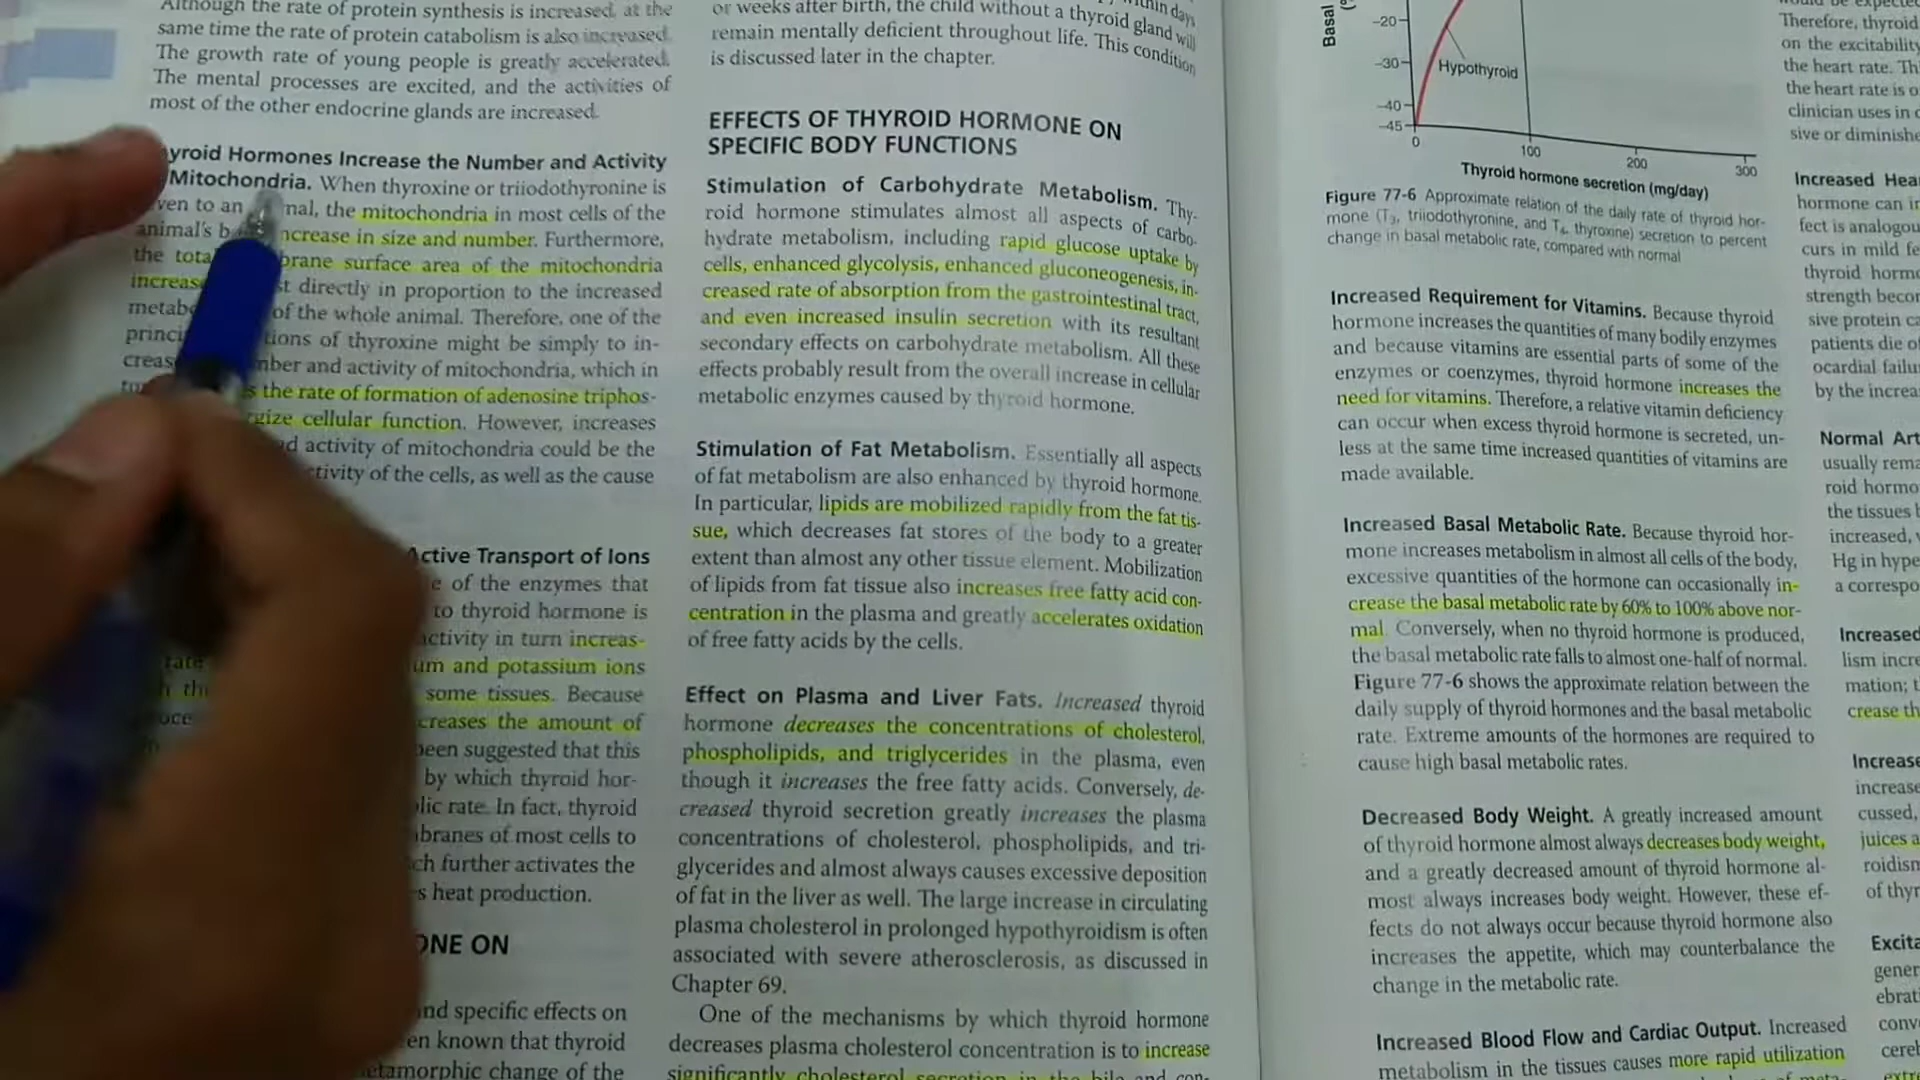 Although the rate of protein synthesis is increased, at the
same time the rate of protein catabolism is also increased.
The growth rate of young people is greatly accelerated.
The mental processes are excited, and the activities of
most of the other endocrine glands are increased.
yroid Hormones Increase the Number and Activity
Mitochondria. When thyroxine or triiodothyronine is
ven to an nal, the mitochondria in most cells of the
animal's b ncrease in size and number. Furthermore,
the tota brane surface area of the mitochondria
increas t directly in proportion to the increased
metab of the whole animal. Therefore, one of the
princi tions of thyroxine might be simply to in-
creas mber and activity of mitochondria, which in
s the rate of formation of adenosine triphos-
gize cellular function. However, increases
d activity of mitochondria could be the
ctivity of the cells, as well as the cause
Active Transport of Ions
e of the enzymes that
to thyroid hormone is
activity in turn increas-
um and potassium ions
some tissues. Because
creases the amount of
been suggested that this
by which thyroid hor-
lic rate. In fact, thyroid
branes of most cells to
ch further activates the
s heat production.
ONE ON
nd specific effects on
en known that thyroid
etamorphic change of the
or weeks after birth, the child without a thyroid gland will
remain mentally deficient throughout life. This condition
is discussed later in the chapter.
EFFECTS OF THYROID HORMONE ON
SPECIFIC BODY FUNCTIONS
Stimulation of Carbohydrate Metabolism. Thy-
roid hormone stimulates almost all aspects of carbo-
hydrate metabolism, including rapid glucose uptake by
cells, enhanced glycolysis, enhanced gluconeogenesis, in-
creased rate of absorption from the gastrointestinal tract,
and even increased insulin secretion with its resultant
secondary effects on carbohydrate metabolism. All these
effects probably result from the overall increase in cellular
metabolic enzymes caused by thyroid hormone.
Stimulation of Fat Metabolism. Essentially all aspects
of fat metabolism are also enhanced by thyroid hormone.
In particular, lipids are mobilized rapidly from the fat tis-
sue, which decreases fat stores of the body to a greater
extent than almost any other tissue element. Mobilization
of lipids from fat tissue also increases free fatty acid con-
centration in the plasma and greatly accelerates oxidation
of free fatty acids by the cells.
Effect on Plasma and Liver Fats. Increased thyroid
hormone decreases the concentrations of cholesterol,
phospholipids, and triglycerides in the plasma, even
though it increases the free fatty acids. Conversely, de-
creased thyroid secretion greatly increases the plasma
concentrations of cholesterol, phospholipids, and tri-
glycerides and almost always causes excessive deposition
of fat in the liver as well. The large increase in circulating
plasma cholesterol in prolonged hypothyroidism is often
associated with severe atherosclerosis, as discussed in
Chapter 69.
One of the mechanisms by which thyroid hormone
decreases plasma cholesterol concentration is to increase
significantly cholesterol secretion in the bile and con-
Basal
-20
-30
-40
-45
Hypothyroid
0
100
200
300
Thyroid hormone secretion (mg/day)
Figure 77-6 Approximate relation of the daily rate of thyroid hor-
mone (T3, triiodothyronine, and T4, thyroxine) secretion to percent
change in basal metabolic rate, compared with normal
Increased Requirement for Vitamins. Because thyroid
hormone increases the quantities of many bodily enzymes
and because vitamins are essential parts of some of the
enzymes or coenzymes, thyroid hormone increases the
need for vitamins. Therefore, a relative vitamin deficiency
can occur when excess thyroid hormone is secreted, un-
less at the same time increased quantities of vitamins are
made available.
Increased Basal Metabolic Rate. Because thyroid hor-
mone increases metabolism in almost all cells of the body,
excessive quantities of the hormone can occasionally in-
crease the basal metabolic rate by 60% to 100% above nor-
mal. Conversely, when no thyroid hormone is produced,
the basal metabolic rate falls to almost one-half of normal.
Figure 77-6 shows the approximate relation between the
daily supply of thyroid hormones and the basal metabolic
rate. Extreme amounts of the hormones are required to
cause high basal metabolic rates.
Decreased Body Weight. A greatly increased amount
of thyroid hormone almost always decreases body weight,
and a greatly decreased amount of thyroid hormone al-
most always increases body weight. However, these ef-
fects do not always occur because thyroid hormone also
increases the appetite, which may counterbalance the
change in the metabolic rate.
Increased Blood Flow and Cardiac Output. Increased
metabolism in the tissues causes more rapid utilization
Therefore, thyroid
on the excitability
the heart rate. Th
the heart rate is o
clinician uses in
sive or diminishe
Increased Hea
hormone can in
fect is analogou
curs in mild fe
thyroid hormo
strength becor
sive protein ca
patients die of
ocardial failu
by the increa
Normal Art
usually rema
roid hormo
the tissues b
increased,
Hg in hype
a correspo
Increased
lism incre
mation; t
crease th
Increase
increase
cussed,
juices a
roidism
of thyr
Excita
gener
ebrati
conv
cereb
extre